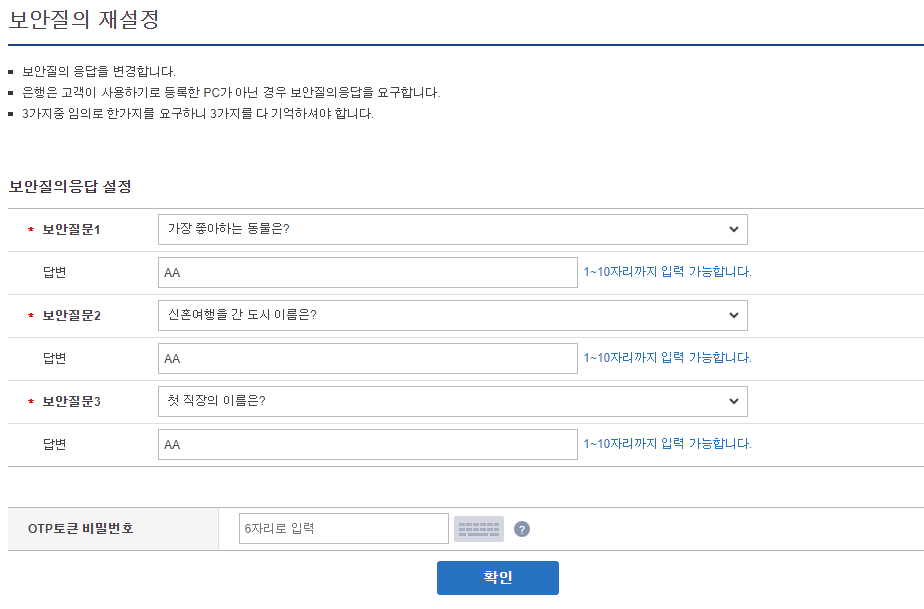 보안질의 재설정
보안질의 응답을 변경합니다.
은행은 고객이 사용하기로 등록한 PC가 아닌 경우 보안질의응답을 요구합니다.
3가지중 임의로 한가지를 요구하니 3가지를 다 기억하셔야 합니다.
보안질의응답 설정
* 보안질문1 가장 좋아하는 동물은?
답변 AA 1~10자리까지 입력 가능합니다.
* 보안질문2 신혼여행을 간 도시 이름은?
답변 AA 1~10자리까지 입력 가능합니다.
* 보안질문3 첫 직장의 이름은?
답변 AA 1~10자리까지 입력 가능합니다.
OTP토큰 비밀번호 6자리로 입력 ?
확인